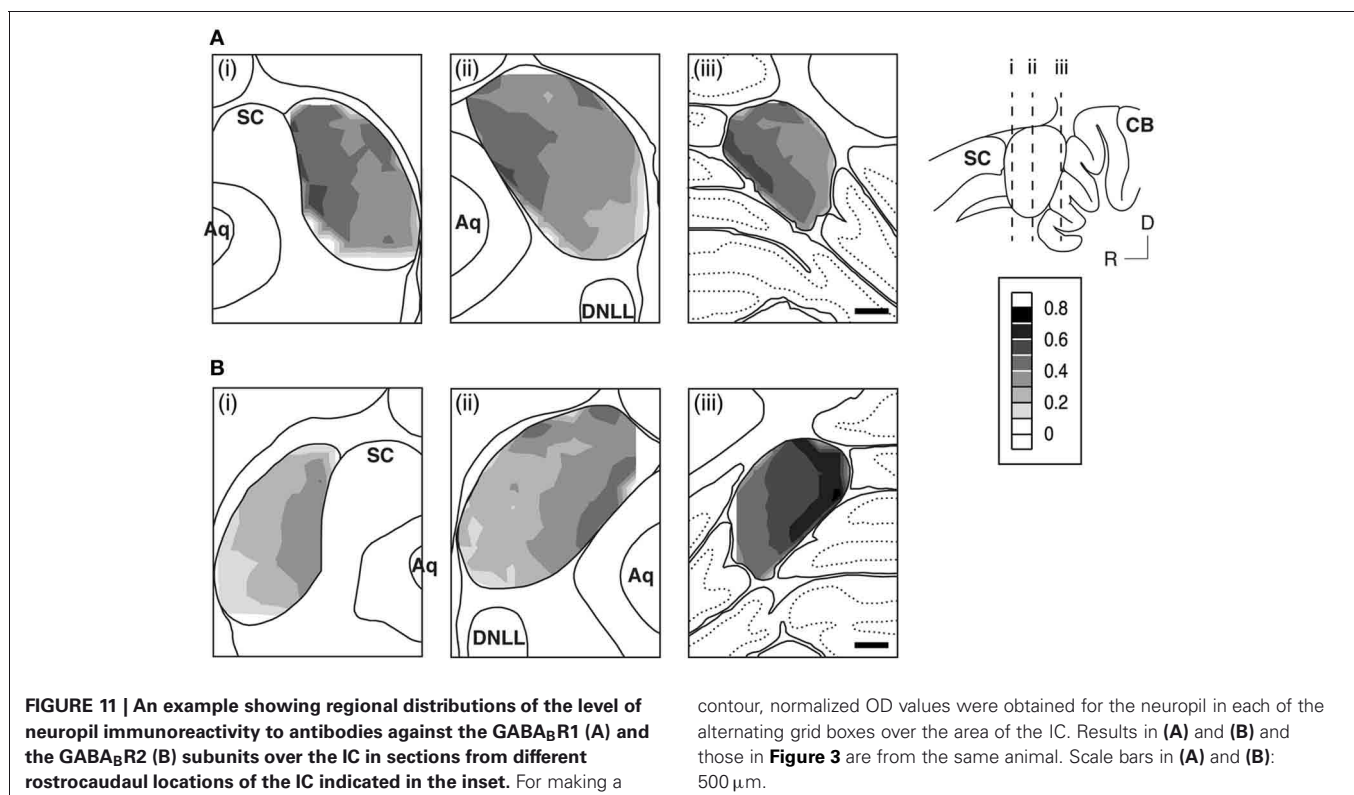 A
(i)
SC
Aq
(ii)
Aq
DNLL
(iii)
i ii iii
SC
CB
D
R
0.8
0.6
0.4
0.2
0
B
(i)
SC
Aq
(ii)
Aq
DNLL
(iii)
FIGURE 11 | An example showing regional distributions of the level of
neuropil immunoreactivity to antibodies against the GABABR1 (A) and
the GABABR2 (B) subunits over the IC in sections from different
rostrocaudaul locations of the IC indicated in the inset. For making a
contour, normalized OD values were obtained for the neuropil in each of the
alternating grid boxes over the area of the IC. Results in (A) and (B) and
those in Figure 3 are from the same animal. Scale bars in (A) and (B):
500 μm.